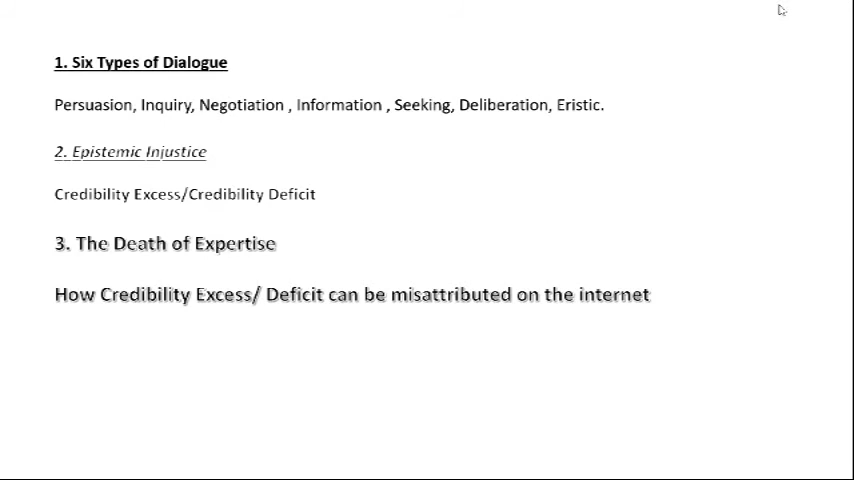 1. Six Types of Dialogue
Persuasion, Inquiry, Negotiation , Information , Seeking, Deliberation, Eristic.
2. Epistemic Injustice
Credibility Excess/Credibility Deficit
3. The Death of Expertise
How Credibility Excess/ Deficit can be misattributed on the internet